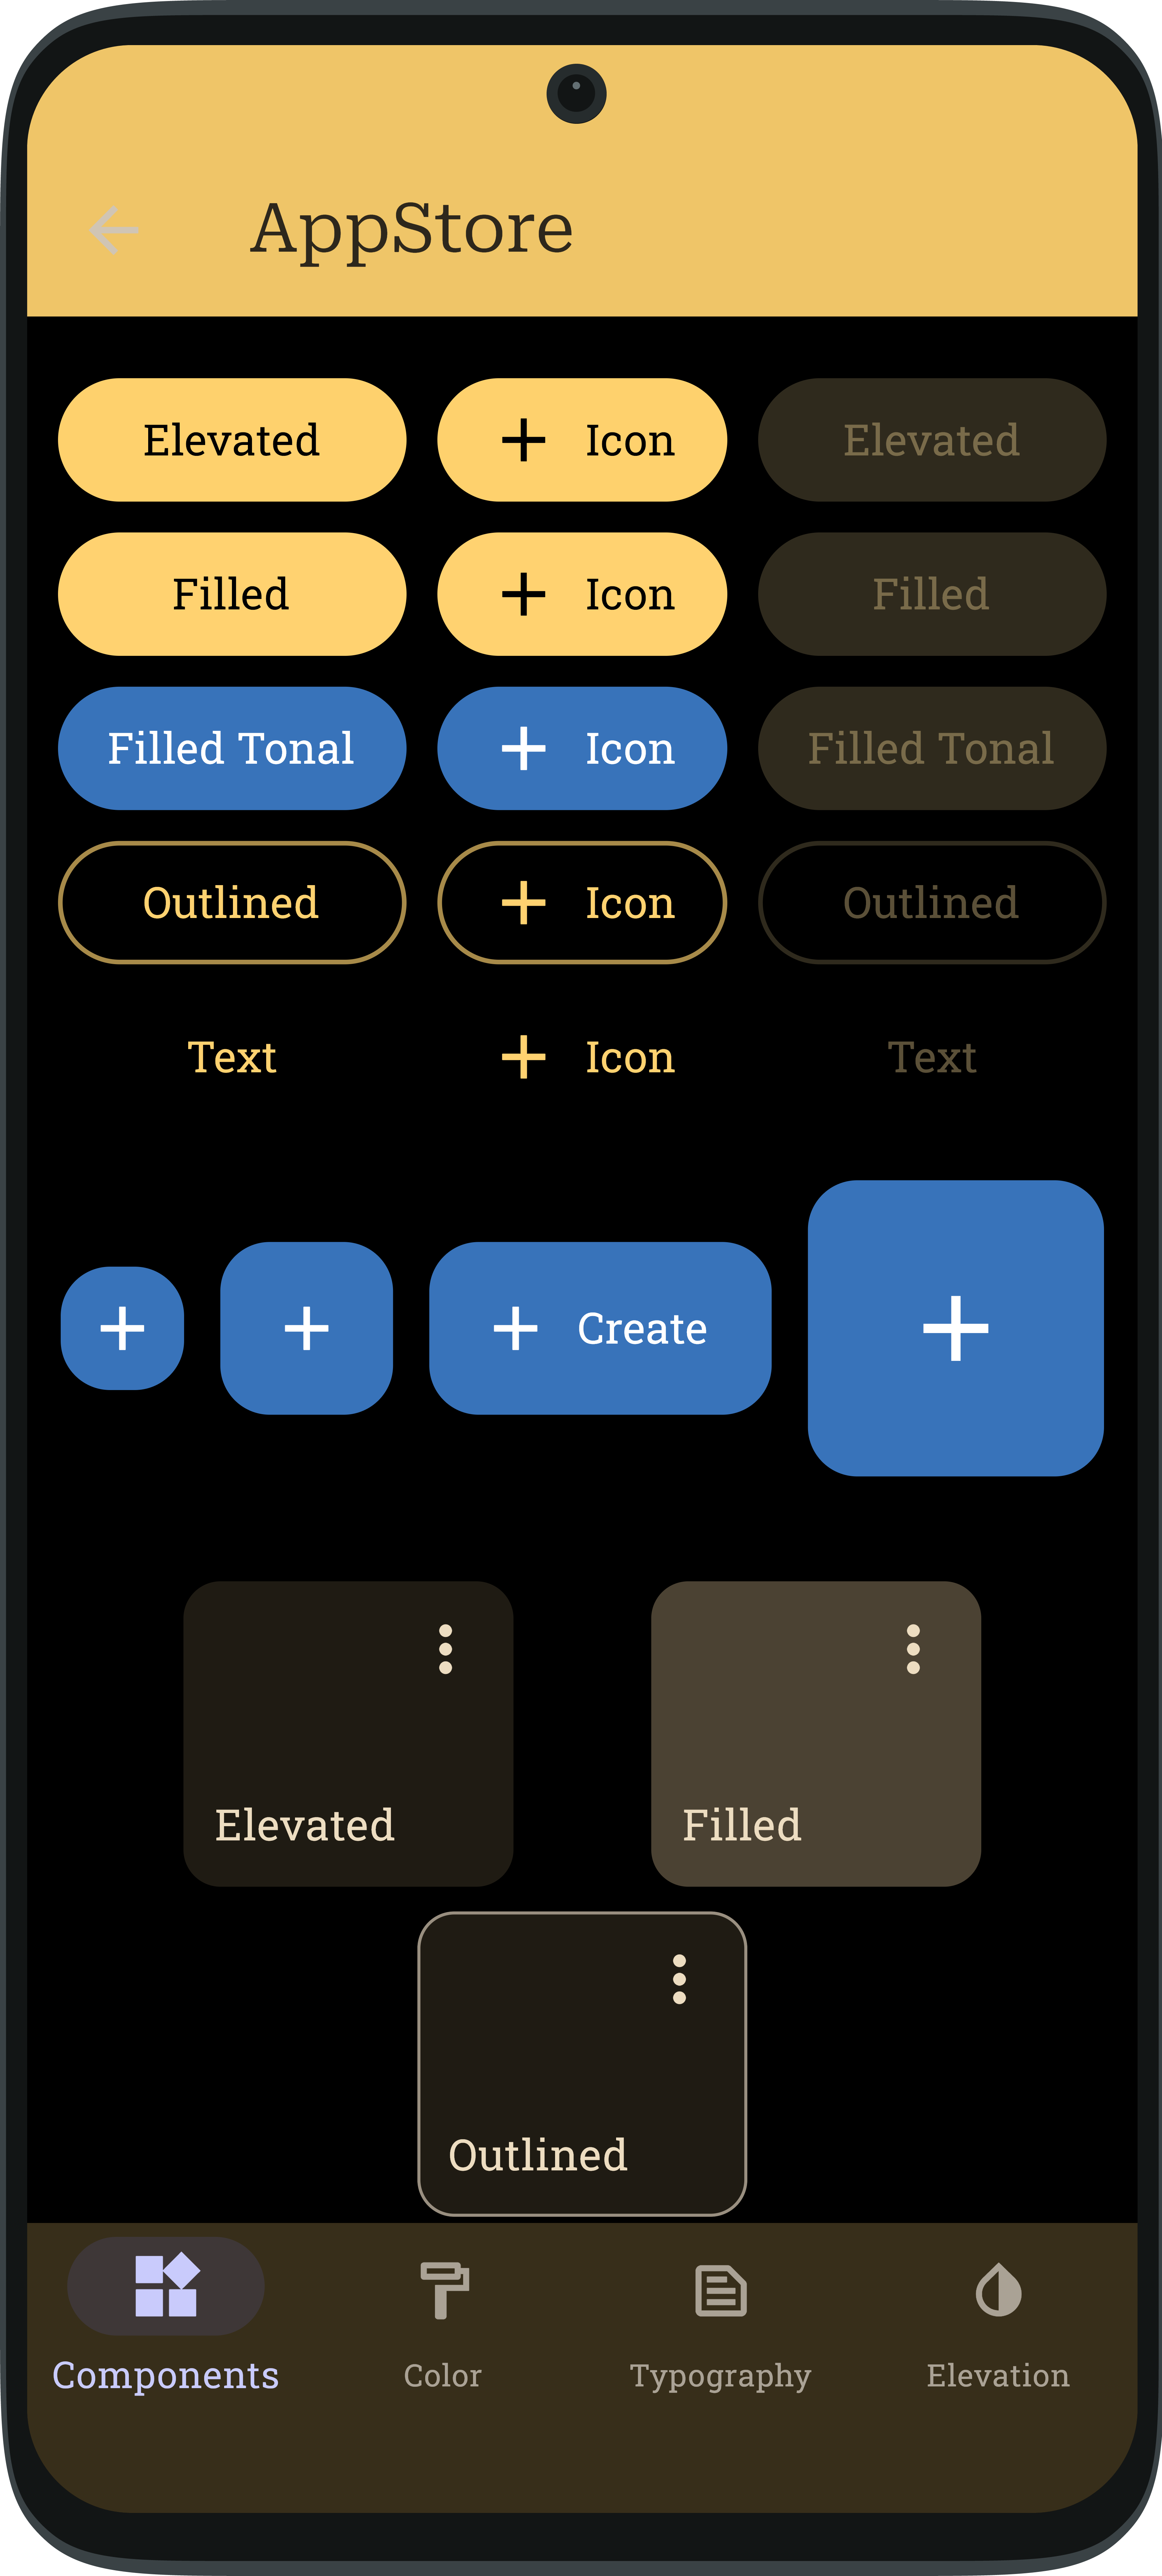 AppStore
Elevated Icon Elevated
Filled Icon Filled
Filled Tonal Icon Filled Tonal
Outlined Icon Outlined
Text Icon Text
Create
Elevated Filled
Outlined
Components Color Typography Elevation